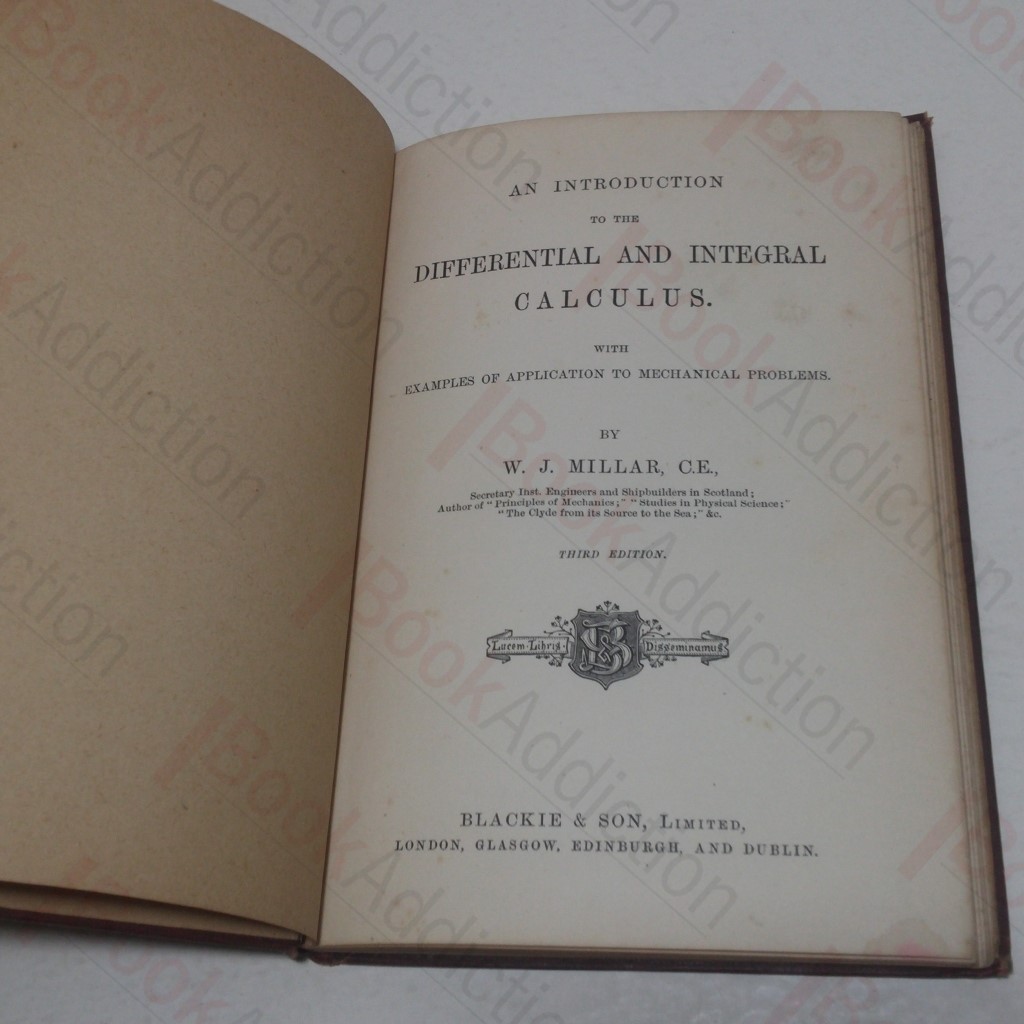 AN INTRODUCTION
TO THE
DIFFERENTIAL AND INTEGRAL
CALCULUS.
WITH
EXAMPLES OF APPLICATION TO MECHANICAL PROBLEMS.
BY
W. J. MILLAR, C.E.,
Secretary Inst. Engineers and Shipbuilders in Scotland;
Author of "Principles of Mechanics;" "Studies in Physical Science;"
"The Clyde from its Source to the Sea;" &c.
THIRD EDITION.
Lucem Libris Disseminamus
BLACKIE & SON, LIMITED,
LONDON, GLASGOW, EDINBURGH, AND DUBLIN.
BookAddiction